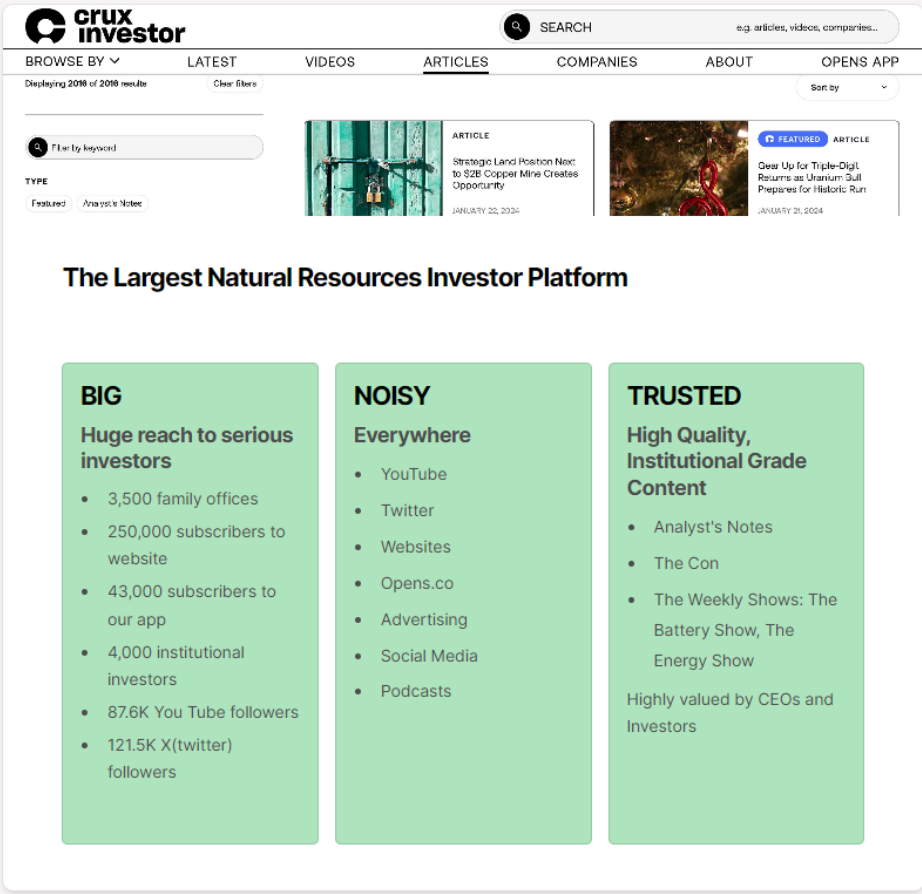 crux
investor
SEARCH
e.g. articles, videos, companies...
BROWSE BY
LATEST
VIDEOS
ARTICLES
COMPANIES
ABOUT
OPENS APP
Displaying 2016 of 2016 results
Clear filters
Sort by
Filter by keyword
TYPE
Featured
Analyst's Notes
ARTICLE
Strategic Land Position Next
to $2B Copper Mine Creates
Opportunity
JANUARY 22, 2024
FEATURED
ARTICLE
Gear Up for Triple-Digit
Returns as Uranium Bull
Prepares for Historic Run
JANUARY 21, 2024
The Largest Natural Resources Investor Platform
BIG
Huge reach to serious
investors
• 3,500 family offices
• 250,000 subscribers to
website
• 43,000 subscribers to
our app
• 4,000 institutional
investors
• 87.6K You Tube followers
• 121.5K X(twitter)
followers
NOISY
Everywhere
• YouTube
• Twitter
• Websites
• Opens.co
• Advertising
• Social Media
• Podcasts
TRUSTED
High Quality,
Institutional Grade
Content
• Analyst's Notes
• The Con
• The Weekly Shows: The
Battery Show, The
Energy Show
Highly valued by CEOs and
Investors